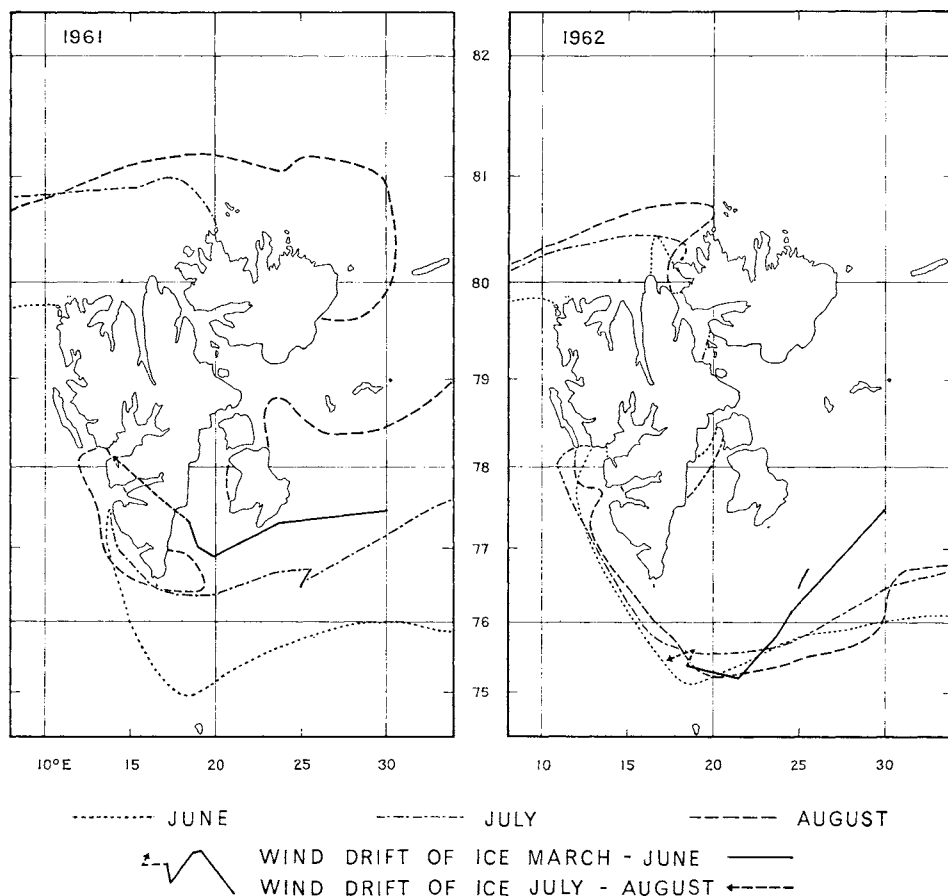 1961
1962
82
81
80
79
78
77
76
75
10°E 15 20 25 30
10 15 20 25 30
JUNE JULY AUGUST
WIND DRIFT OF ICE MARCH - JUNE
WIND DRIFT OF ICE JULY - AUGUST